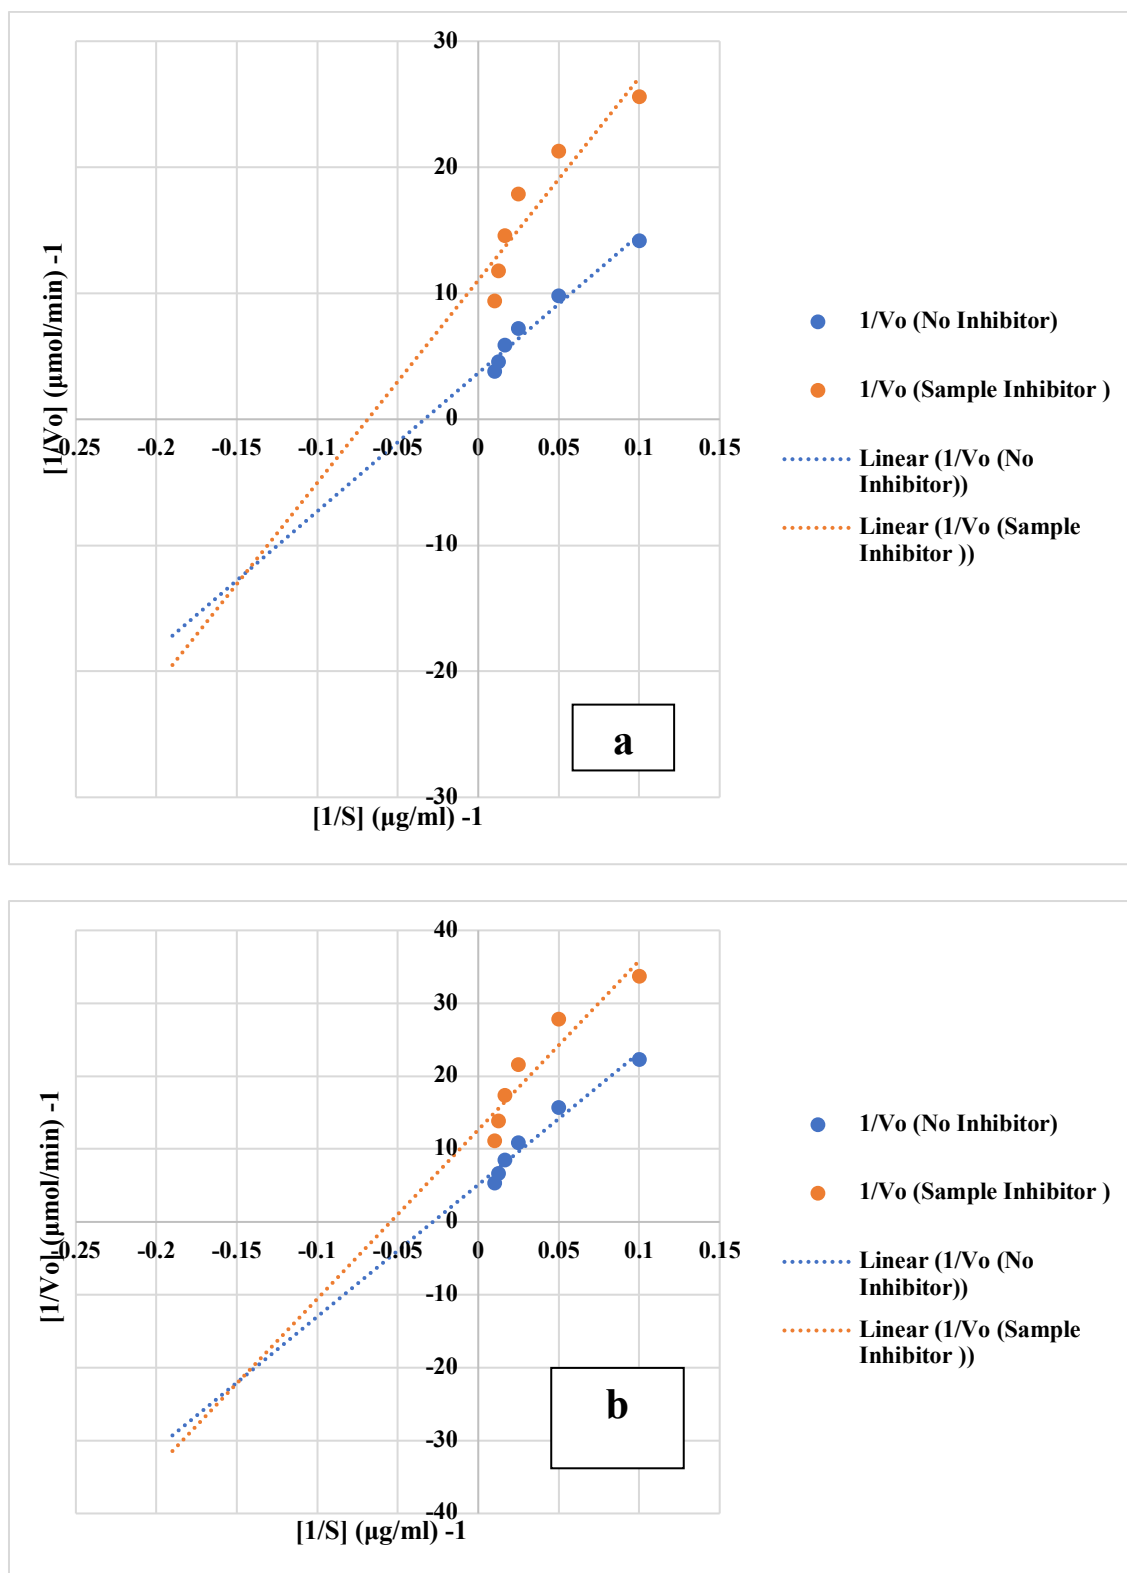 30
20
10
0
-0.25 -0.2 -0.15 -0.1 -0.05 0 0.05 0.1 0.15
-10
-20
-30
[1/Vo] (µmol/min) -1
[1/S] (µg/ml) -1
a
1/Vo (No Inhibitor)
1/Vo (Sample Inhibitor )
Linear (1/Vo (No
Inhibitor))
Linear (1/Vo (Sample
Inhibitor ))
40
30
20
10
0
-0.25 -0.2 -0.15 -0.1 -0.05 0 0.05 0.1 0.15
-10
-20
-30
-40
[1/Vo] (µmol/min) -1
[1/S] (µg/ml) -1
b
1/Vo (No Inhibitor)
1/Vo (Sample Inhibitor )
Linear (1/Vo (No
Inhibitor))
Linear (1/Vo (Sample
Inhibitor ))